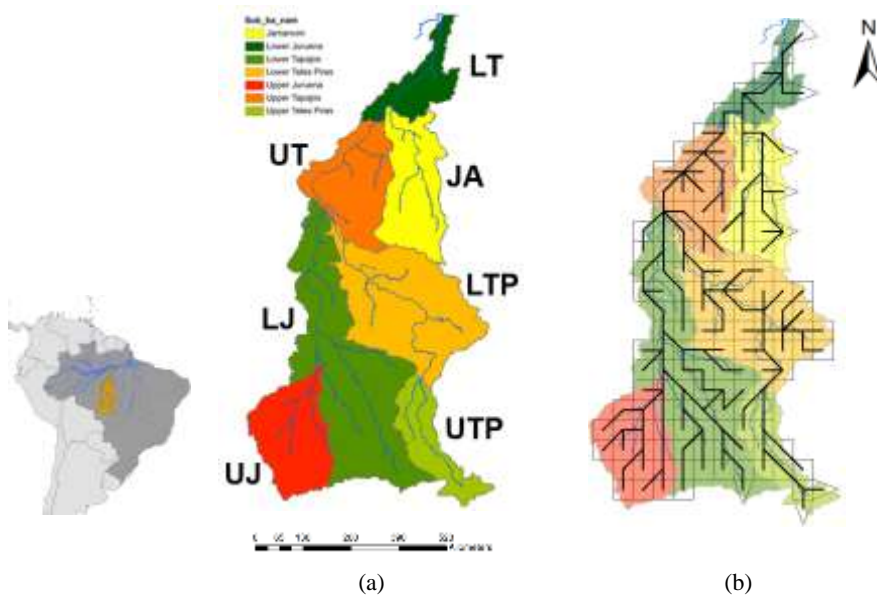 Sub_ba_nam
Jamanxim
Lower Juruena
Lower Tapajos
Lower Teles Pires
Upper Juruena
Upper Tapajos
Upper Teles Pires
LT
N
UT
JA
LTP
LJ
UTP
UJ
520
(a)
(b)